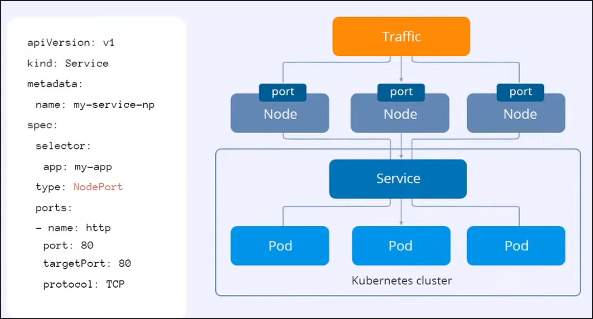 apiVersion: v1
kind: Service
metadata:
name: my-service-np
spec:
selector:
app: my-app
type: NodePort
ports:
- name: http
port: 80
targetPort: 80
protocol: TCP
Traffic
port port port
Node Node Node
Service
Pod Pod Pod
Kubernetes cluster